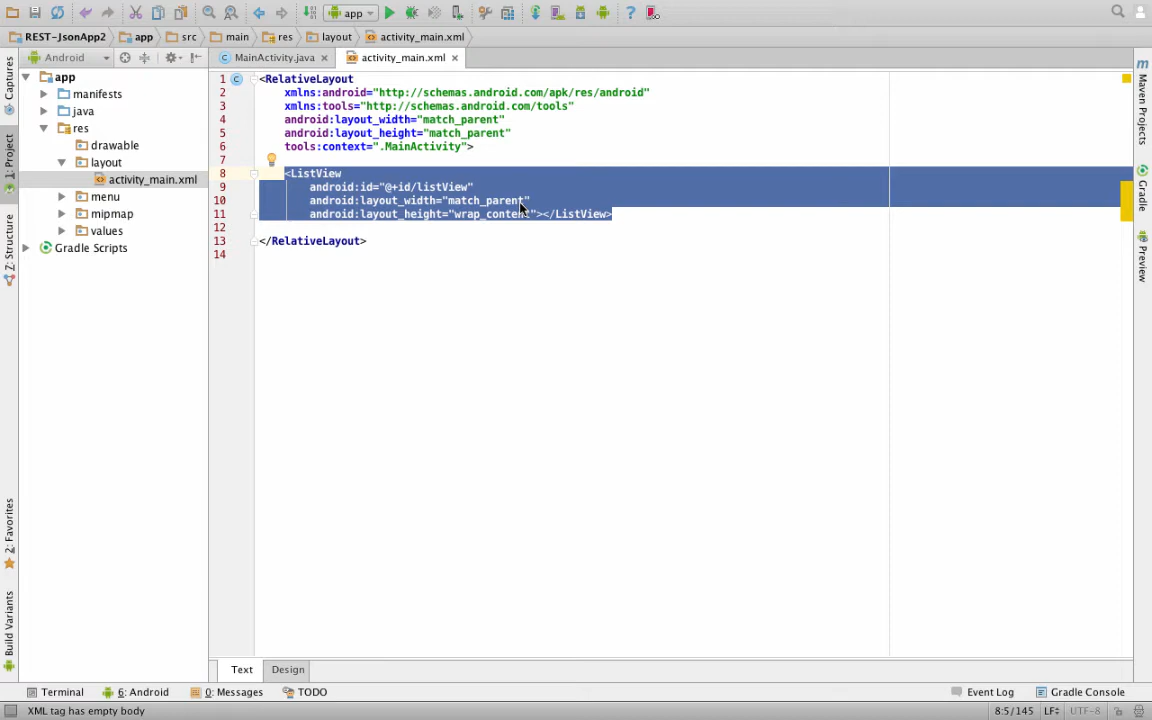 app
REST-JsonApp2 app src main res layout activity_main.xml
Android
MainActivity.java activity_main.xml
Captures
1: Project
Z: Structure
2: Favorites
Build Variants
app
manifests
java
res
drawable
layout
activity_main.xml
menu
mipmap
values
Gradle Scripts
1 <RelativeLayout
2 xmlns:android="http://schemas.android.com/apk/res/android"
3 xmlns:tools="http://schemas.android.com/tools"
4 android:layout_width="match_parent"
5 android:layout_height="match_parent"
6 tools:context=".MainActivity">
7
8 <ListView
9 android:id="@+id/listView"
10 android:layout_width="match_parent"
11 android:layout_height="wrap_content"></ListView>
12
13 </RelativeLayout>
14
Maven Projects
Gradle
Preview
Text Design
Terminal 6: Android 0: Messages TODO Event Log Gradle Console
XML tag has empty body 8:5/145 LF÷ UTF-8